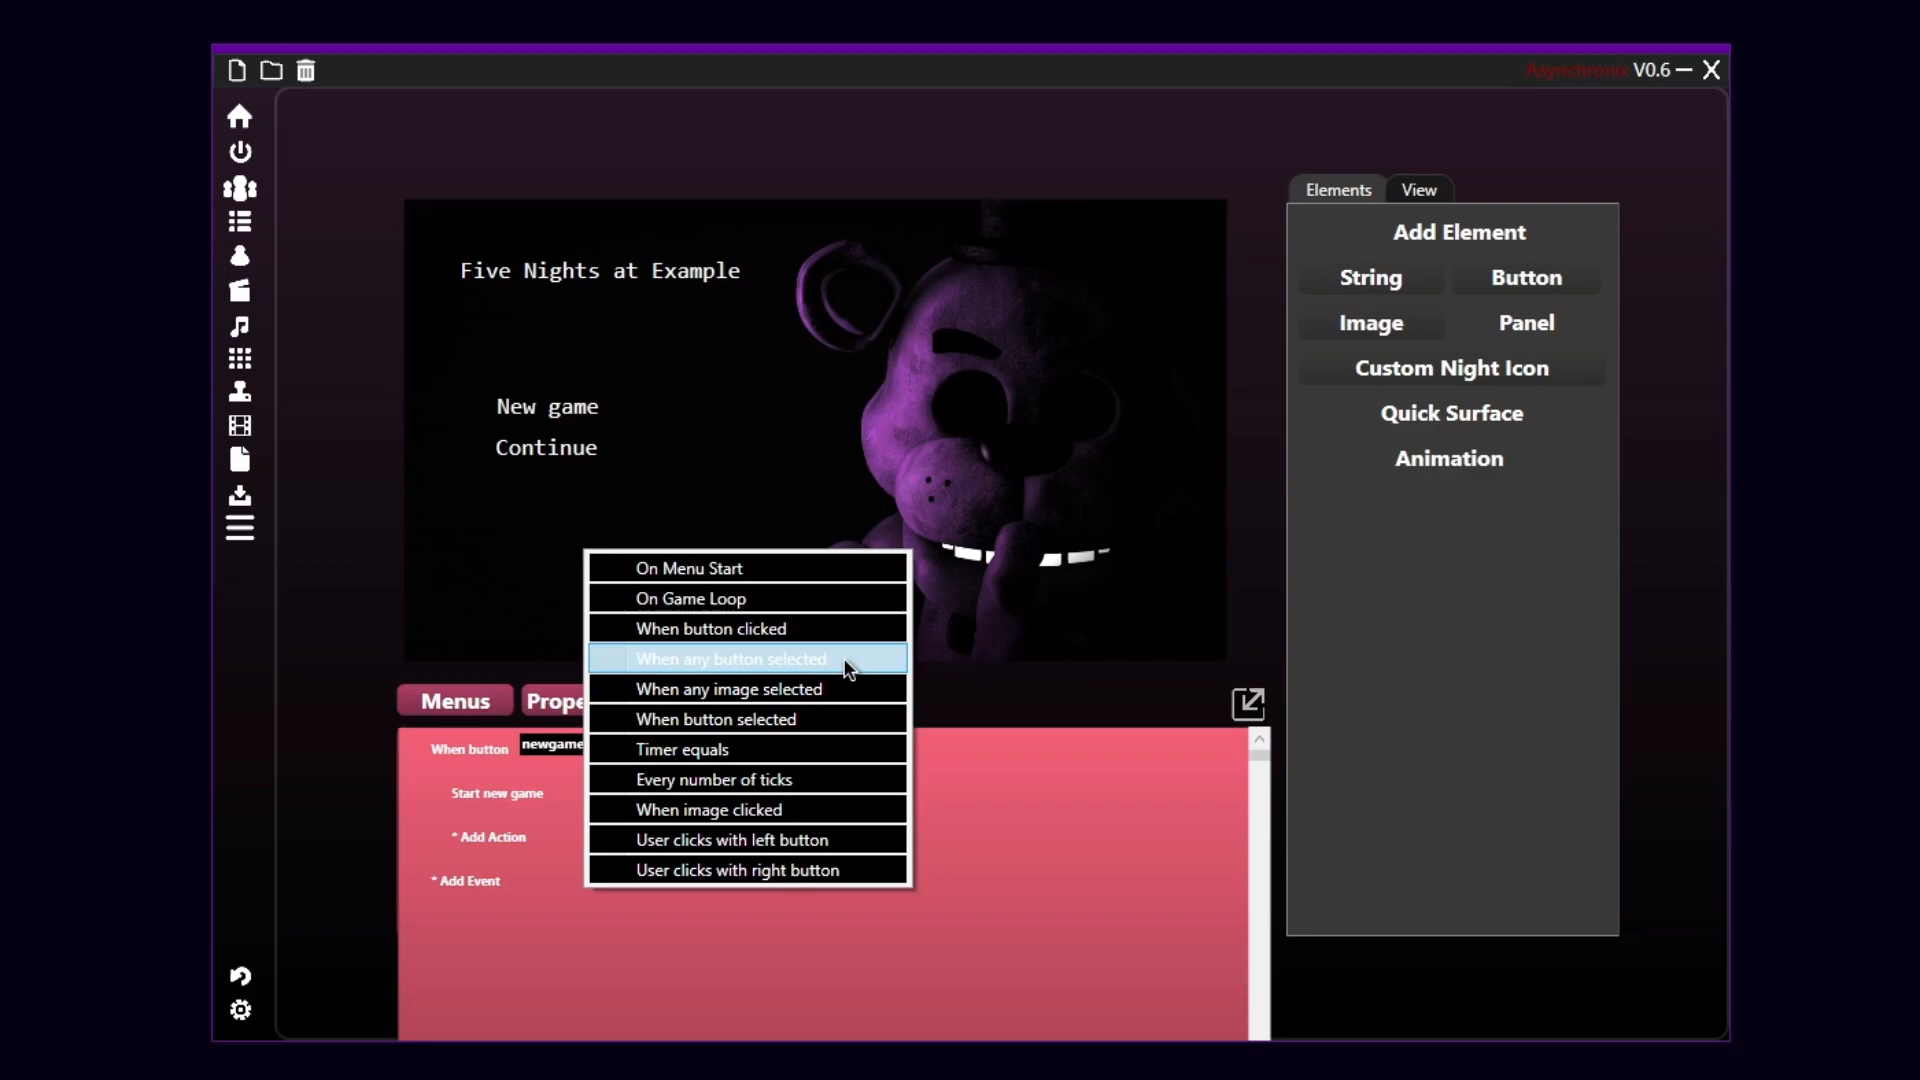 Asynchronix V0.6
Elements View
Add Element
String Button
Image Panel
Custom Night Icon
Quick Surface
Animation
Five Nights at Example
New game
Continue
On Menu Start
On Game Loop
When button clicked
When any button selected
When any image selected
When button selected
Timer equals
Every number of ticks
When image clicked
User clicks with left button
User clicks with right button
Menus Prope
When button newgame
Start new game
* Add Action
* Add Event